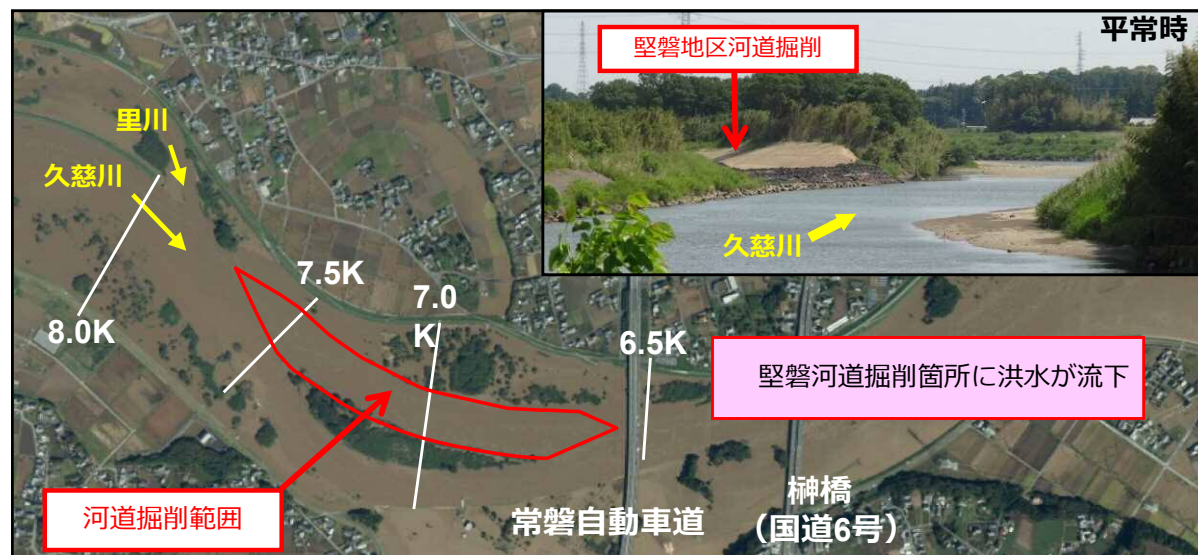 平常時
堅磐地区河道掘削
久慈川
里川
久慈川
8.0K
7.5K
7.0
K
6.5K
堅磐河道掘削箇所に洪水が流下
河道掘削範囲
常磐自動車道
榊橋
（国道6号）